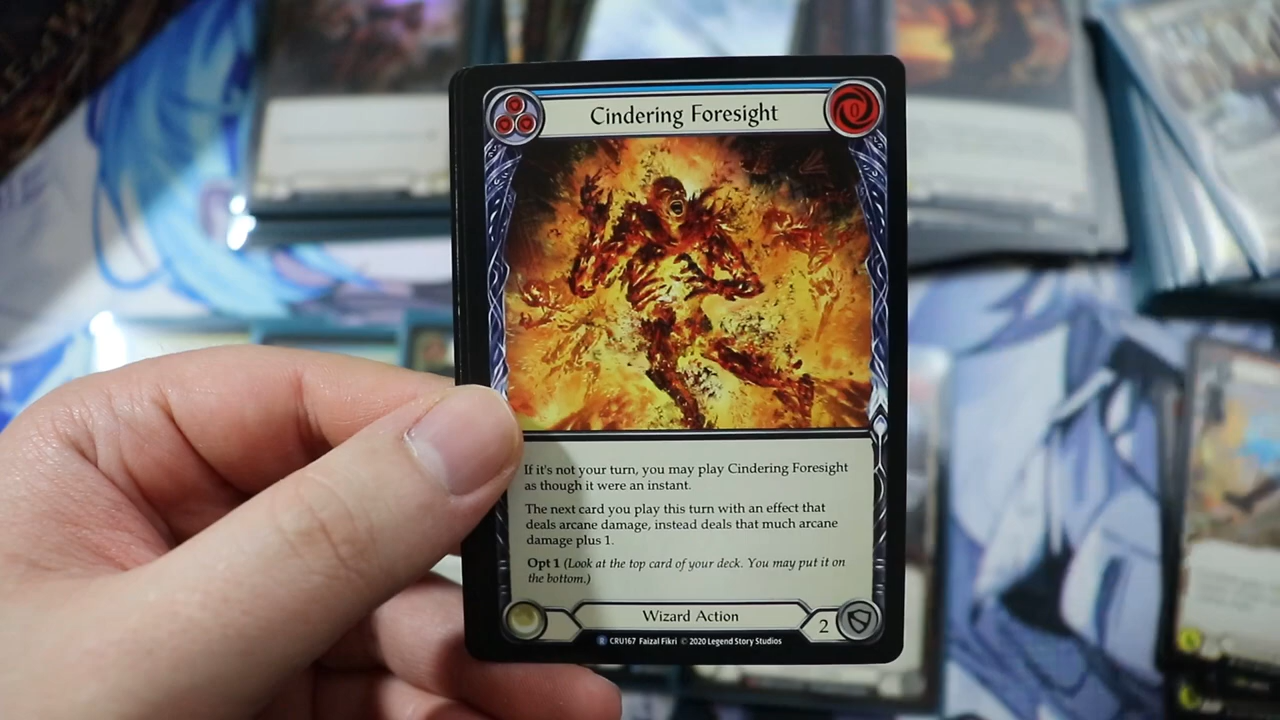 Cindering Foresight
0
If it's not your turn, you may play Cindering Foresight
as though it were an instant.
The next card you play this turn with an effect that
deals arcane damage, instead deals that much arcane
damage plus 1.
Opt 1 (Look at the top card of your deck. You may put it on
the bottom.)
Wizard Action
2
R CRU167 Faizal Fikri © 2020 Legend Story Studios